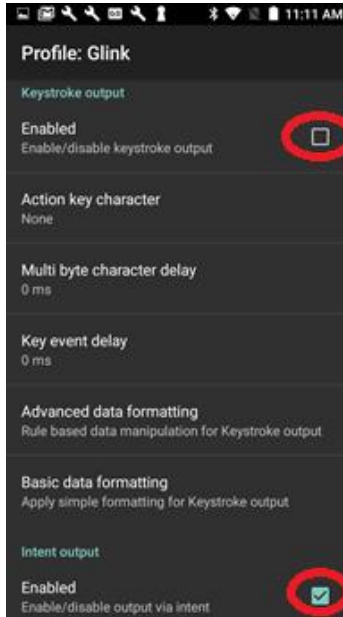 11:11 AM
Profile: Glink
Keystroke output
Enabled
Enable/disable keystroke output
Action key character
None
Multi byte character delay
0 ms
Key event delay
0 ms
Advanced data formatting
Rule based data manipulation for Keystroke output
Basic data formatting
Apply simple formatting for Keystroke output
Intent output
Enabled
Enable/disable output via intent